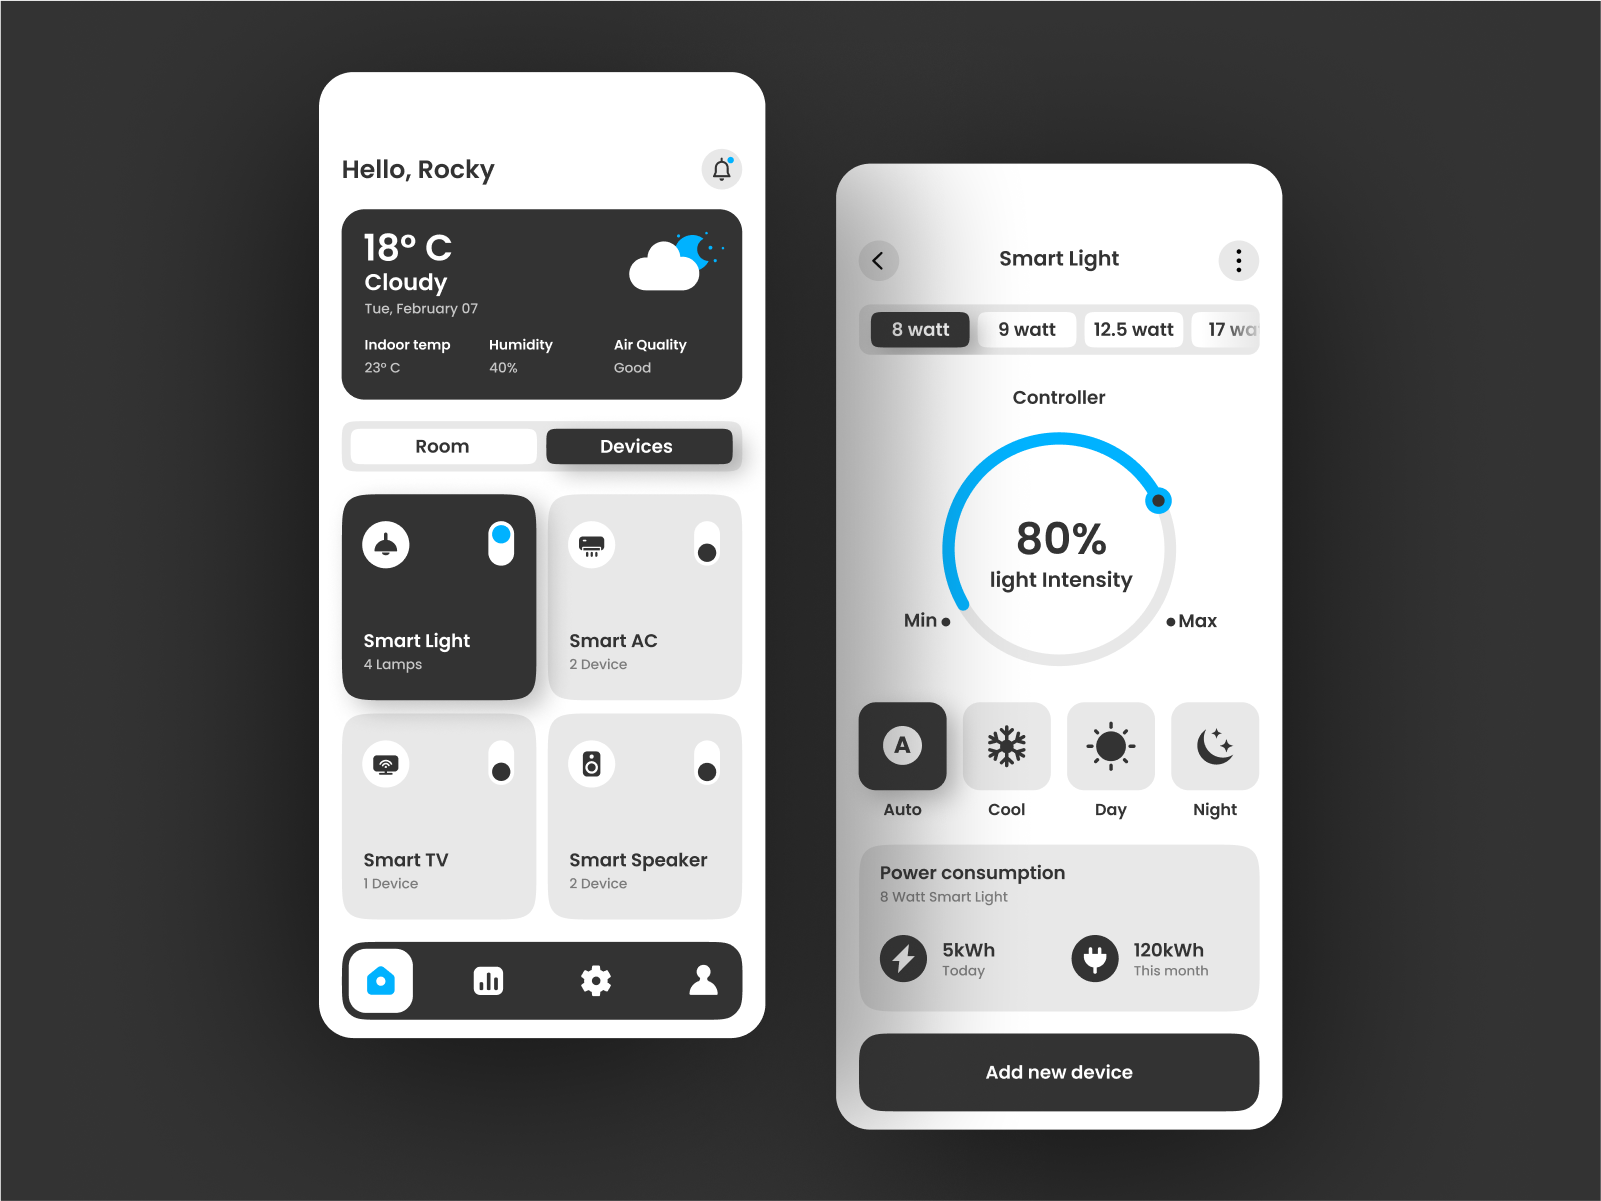 Hello, Rocky
18° C
Cloudy
Tue, February 07
Indoor temp Humidity Air Quality
23° C 40% Good
Room Devices
Smart Light Smart AC
4 Lamps 2 Device
Smart TV Smart Speaker
1 Device 2 Device
Smart Light
8 watt 9 watt 12.5 watt 17 wa
Controller
80%
light Intensity
Min Max
A
Auto Cool Day Night
Power consumption
8 Watt Smart Light
5kWh 120kWh
Today This month
Add new device